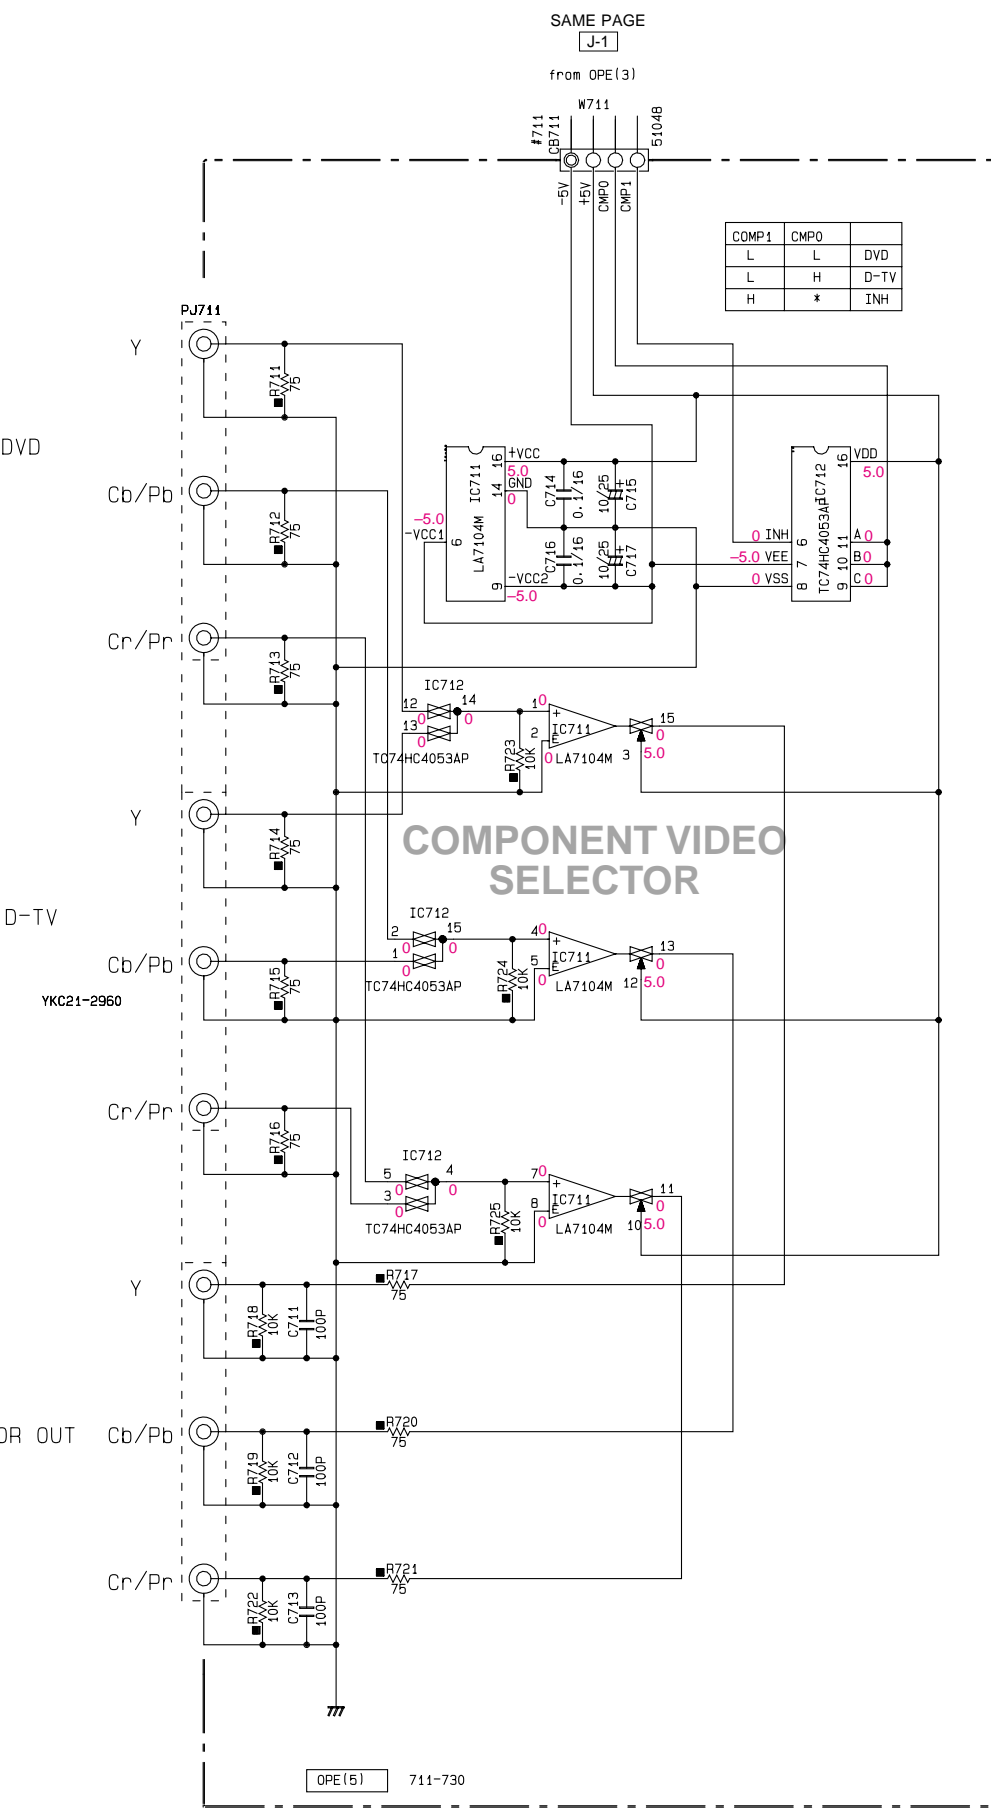 SAME PAGE
J-1
from OPE(3)
W711
#711
CB711
51048
-5V
+5V
CMP0
CMP1
COMP1 CMP0
L L DVD
L H D-TV
H * INH
PJ711
Y
R711
75
DVD
Cb/Pb
R712
75
Cr/Pr
R713
75
16
+VCC
5.0
14
GND
0
IC711
LA7104M
-5.0
-VCC1
6
9
-VCC2
-5.0
C714
0.1/16
10/25
C715
C716
0.1/16
10/25
C717
16
VDD
5.0
IC712
TC74HC4053AP
0 INH 6
-5.0 VEE 7
0 VSS 8
11 A 0
10 B 0
9 C 0
IC712
12
0
13
0
14
0
TC74HC4053AP
R723
10K
1 0
2
0
+
E
IC711
LA7104M
3
15
0
5.0
Y
R714
75
COMPONENT VIDEO
SELECTOR
D-TV
IC712
2
0
1
0
15
0
TC74HC4053AP
R724
10K
4 0
5
0
+
E
IC711
LA7104M
12
13
0
5.0
Cb/Pb
R715
75
YKC21-2960
Cr/Pr
R716
75
IC712
5
0
3
0
4
0
TC74HC4053AP
R725
10K
7 0
8
0
+
E
IC711
LA7104M
10
11
0
5.0
Y
R717
75
R718
10K
C711
100P
OR OUT
Cb/Pb
R720
75
R719
10K
C712
100P
Cr/Pr
R721
75
R722
10K
C713
100P
OPE(5) 711-730